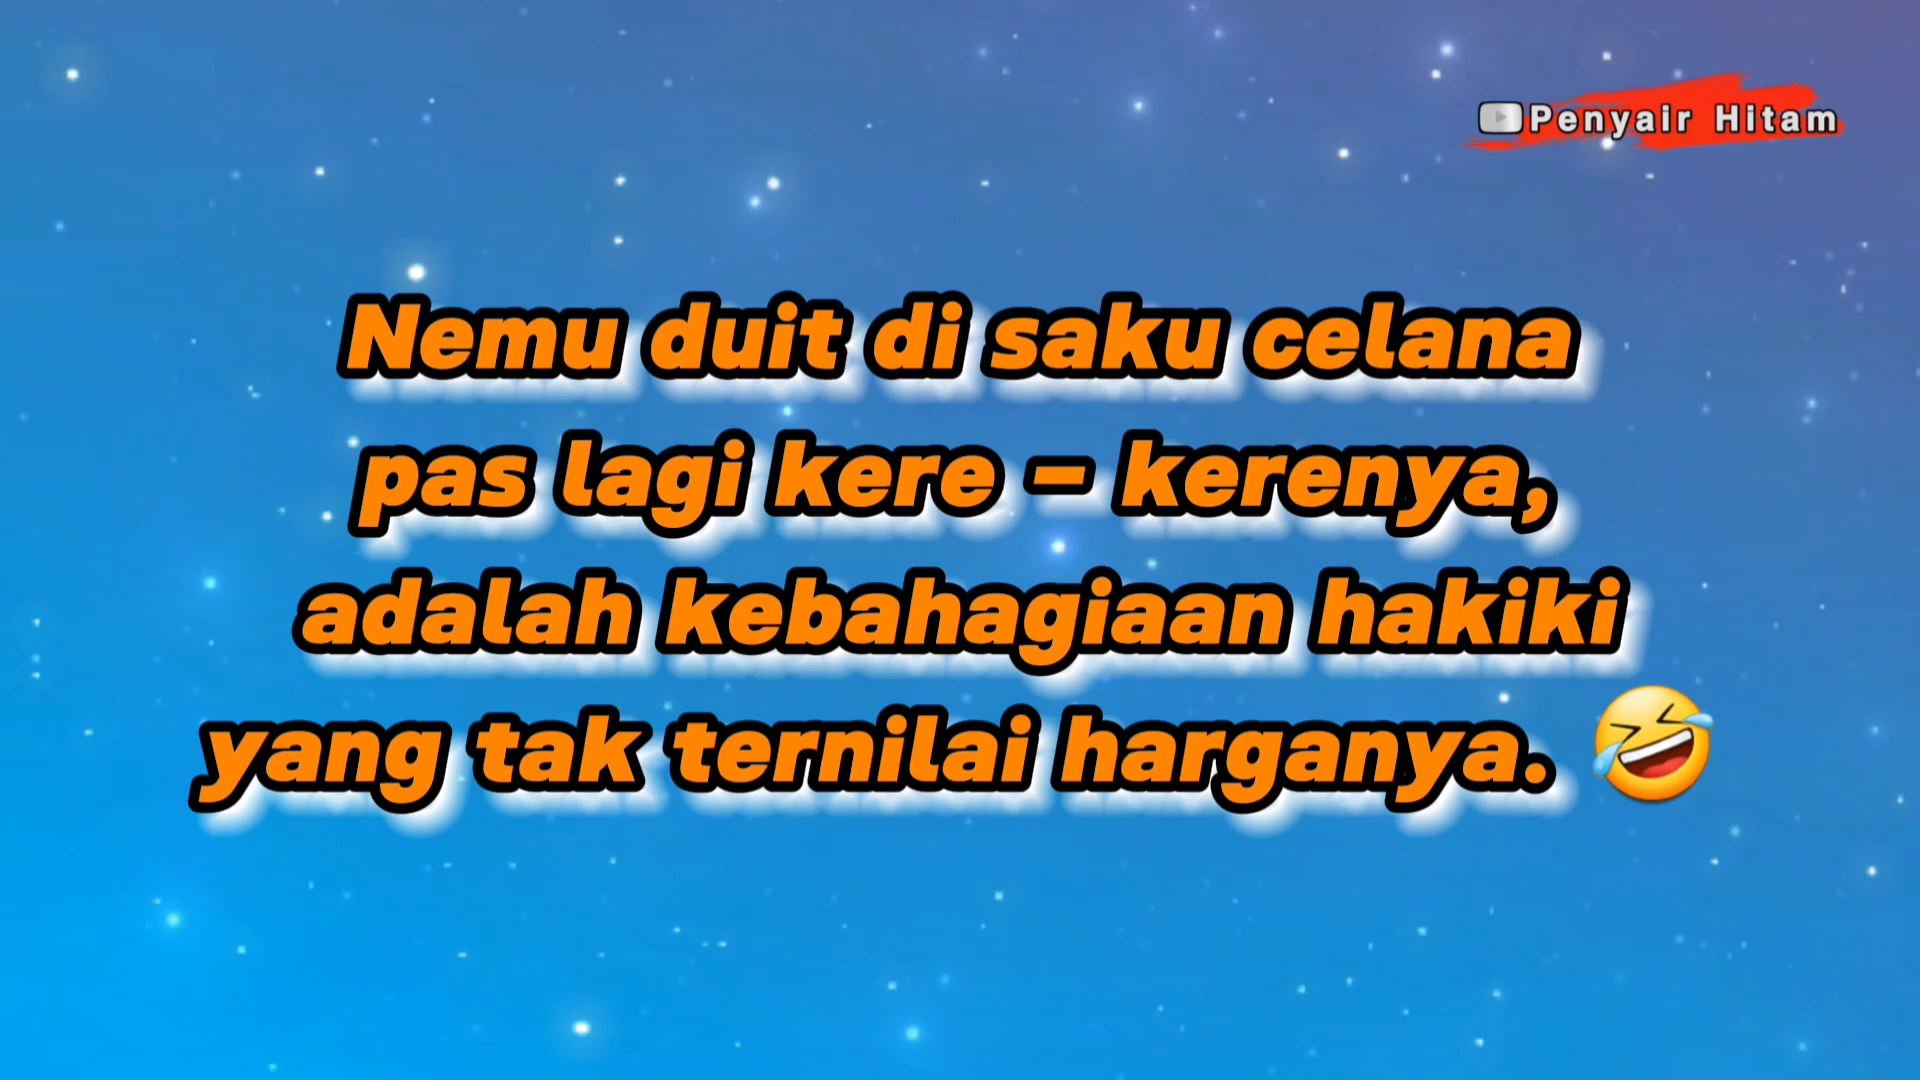 Penyair Hitam
Nemu duit di saku celana
pas lagi kere - kerenya,
adalah kebahagiaan hakiki
yang tak ternilai harganya. 🤣